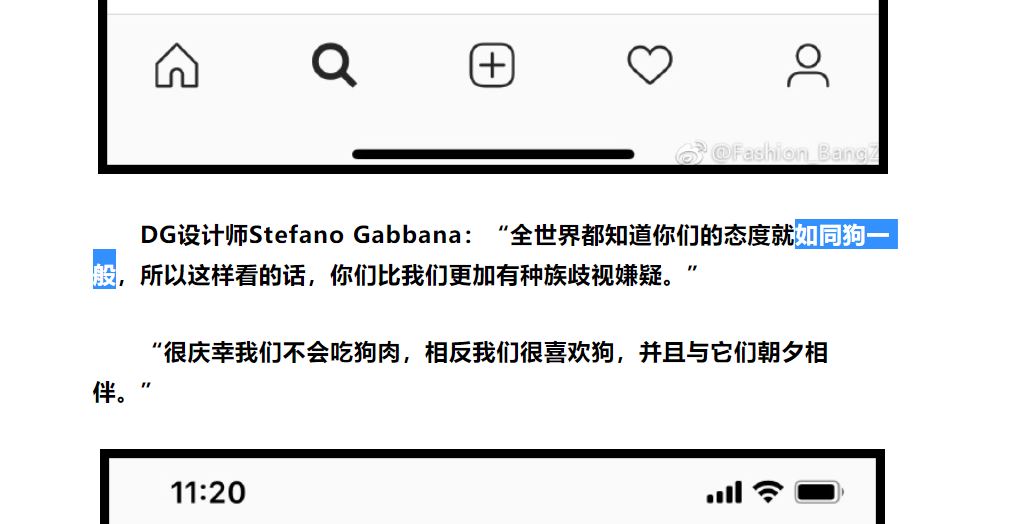 @Fashion_BangZ
DG设计师Stefano Gabbana：“全世界都知道你们的态度就如同狗一
般，所以这样看的话，你们比我们更加有种族歧视嫌疑。”
“很庆幸我们不会吃狗肉，相反我们很喜欢狗，并且与它们朝夕相
伴。”
11:20